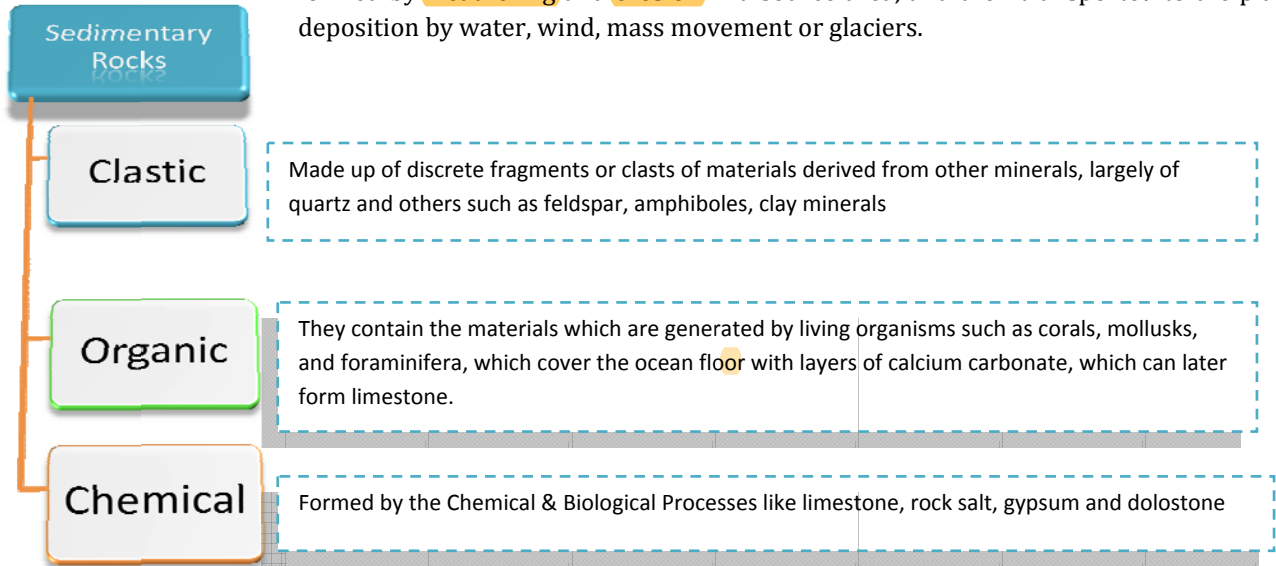 deposition by water, wind, mass movement or glaciers.
Sedimentary
Rocks
Clastic
Made up of discrete fragments or clasts of materials derived from other minerals, largely of
quartz and others such as feldspar, amphiboles, clay minerals
Organic
They contain the materials which are generated by living organisms such as corals, mollusks,
and foraminifera, which cover the ocean floor with layers of calcium carbonate, which can later
form limestone.
Chemical
Formed by the Chemical & Biological Processes like limestone, rock salt, gypsum and dolostone